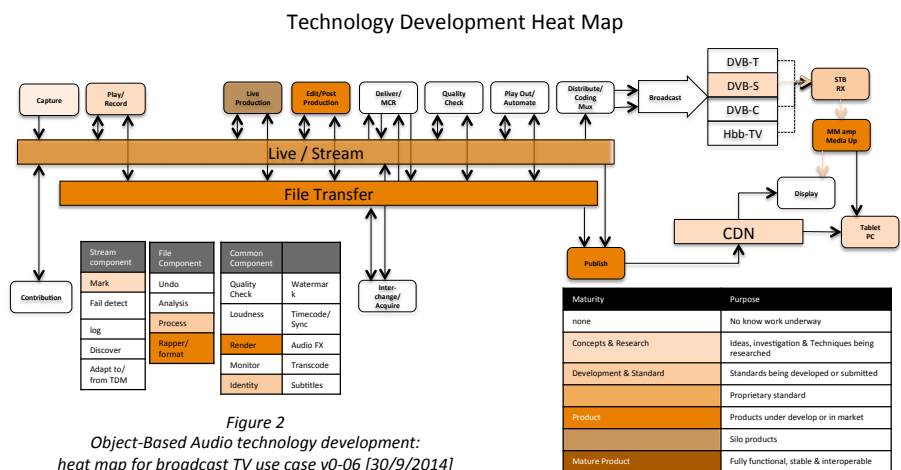 Technology Development Heat Map
Capture
Play/
Record
Live
Production
Edit/Post
Production
Deliver/
MCR
Quality
Check
Play Out/
Automate
Distribute/
Coding
Mux
Broadcast
DVB-T
DVB-S
DVB-C
Hbb-TV
STB
RX
MM amp
Media Up
Live / Stream
File Transfer
Display
CDN
Tablet
PC
Publish
Contribution
Inter-
change/
Acquire
Stream
component
Mark
Fail detect
log
Discover
Adapt to/
from TDM
File
Component
Undo
Analysis
Process
Rapper/
format
Common
Component
Quality
Check
Watermar
k
Loudness
Timecode/
Sync
Render
Audio FX
Monitor
Transcode
Identity
Subtitles
Maturity
Purpose
none
No know work underway
Concepts & Research
Ideas, investigation & Techniques being
researched
Development & Standard
Standards being developed or submitted
Proprietary standard
Product
Products under develop or in market
Silo products
Mature Product
Fully functional, stable & interoperable
Figure 2
Object-Based Audio technology development:
heat map for broadcast TV use case v0-06 [30/9/2014]